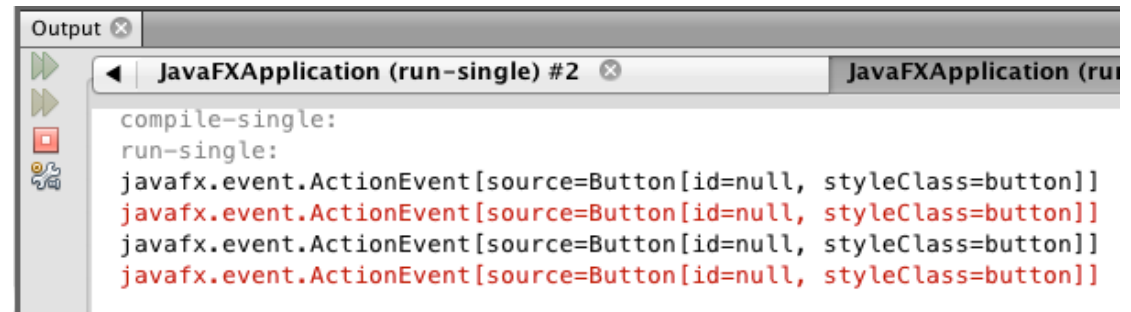 Output
JavaFXApplication (run-single) #2
JavaFXApplication (ru
compile-single:
run-single:
javafx.event.ActionEvent[source=Button[id=null, styleClass=button]]
javafx.event.ActionEvent[source=Button[id=null, styleClass=button]]
javafx.event.ActionEvent[source=Button[id=null, styleClass=button]]
javafx.event.ActionEvent[source=Button[id=null, styleClass=button]]